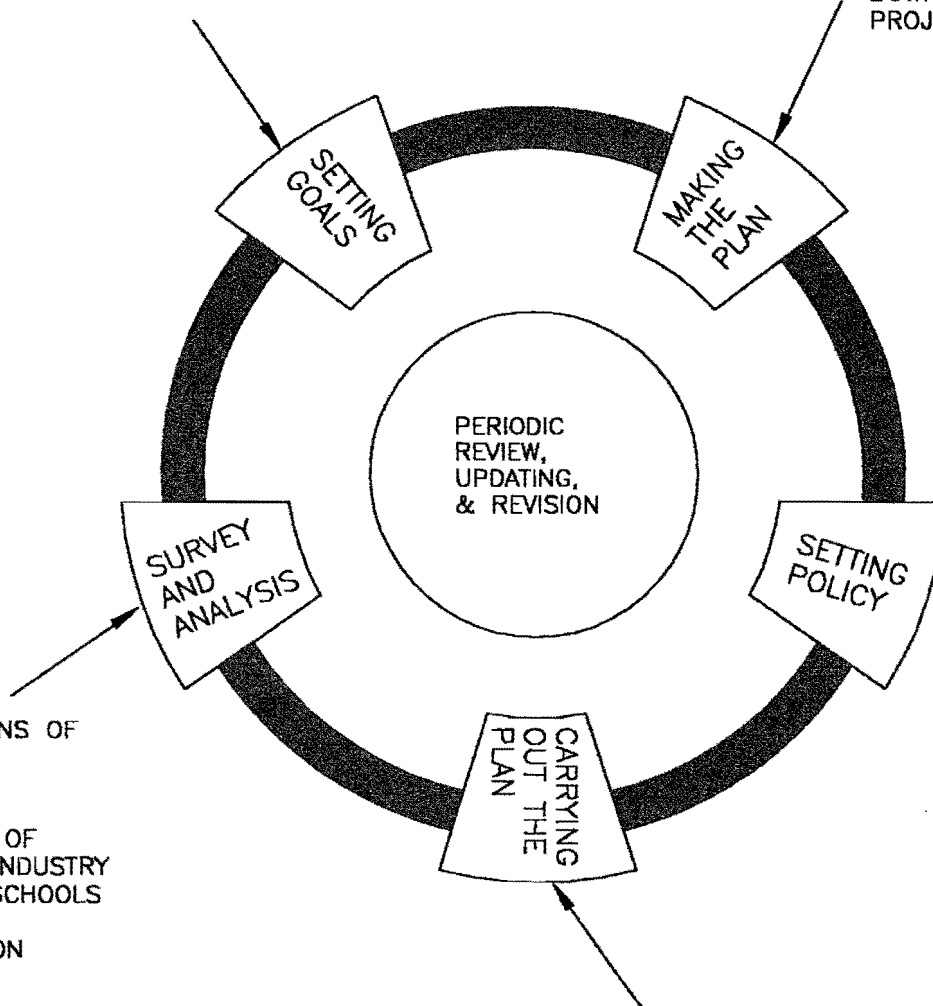 PROJ
SETTING
GOALS
MAKING
THE
PLAN
PERIODIC
REVIEW,
UPDATING,
& REVISION
SURVEY
AND
ANALYSIS
SETTING
POLICY
CARRYING
OUT THE
PLAN
NS OF
OF
NDUSTRY
SCHOOLS
ON